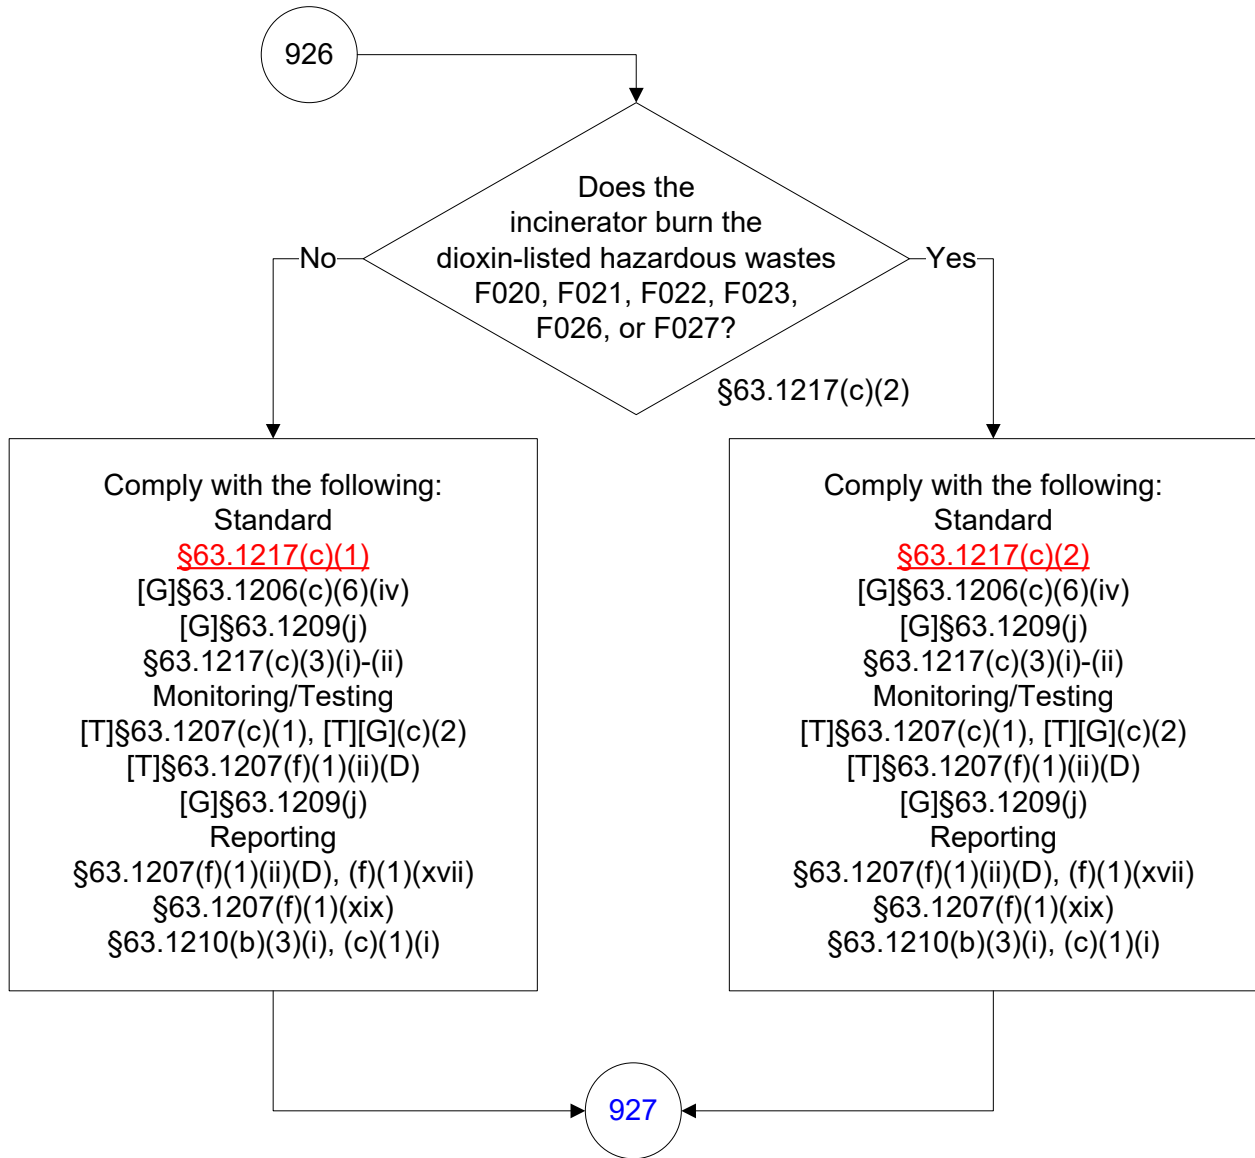 926
Does the
incinerator burn the
dioxin-listed hazardous wastes
F020, F021, F022, F023,
F026, or F027?
No
Yes
§63.1217(c)(2)
Comply with the following:
Standard
§63.1217(c)(1)
[G]§63.1206(c)(6)(iv)
[G]§63.1209(j)
§63.1217(c)(3)(i)-(ii)
Monitoring/Testing
[T]§63.1207(c)(1), [T][G](c)(2)
[T]§63.1207(f)(1)(ii)(D)
[G]§63.1209(j)
Reporting
§63.1207(f)(1)(ii)(D), (f)(1)(xvii)
§63.1207(f)(1)(xix)
§63.1210(b)(3)(i), (c)(1)(i)
Comply with the following:
Standard
§63.1217(c)(2)
[G]§63.1206(c)(6)(iv)
[G]§63.1209(j)
§63.1217(c)(3)(i)-(ii)
Monitoring/Testing
[T]§63.1207(c)(1), [T][G](c)(2)
[T]§63.1207(f)(1)(ii)(D)
[G]§63.1209(j)
Reporting
§63.1207(f)(1)(ii)(D), (f)(1)(xvii)
§63.1207(f)(1)(xix)
§63.1210(b)(3)(i), (c)(1)(i)
927